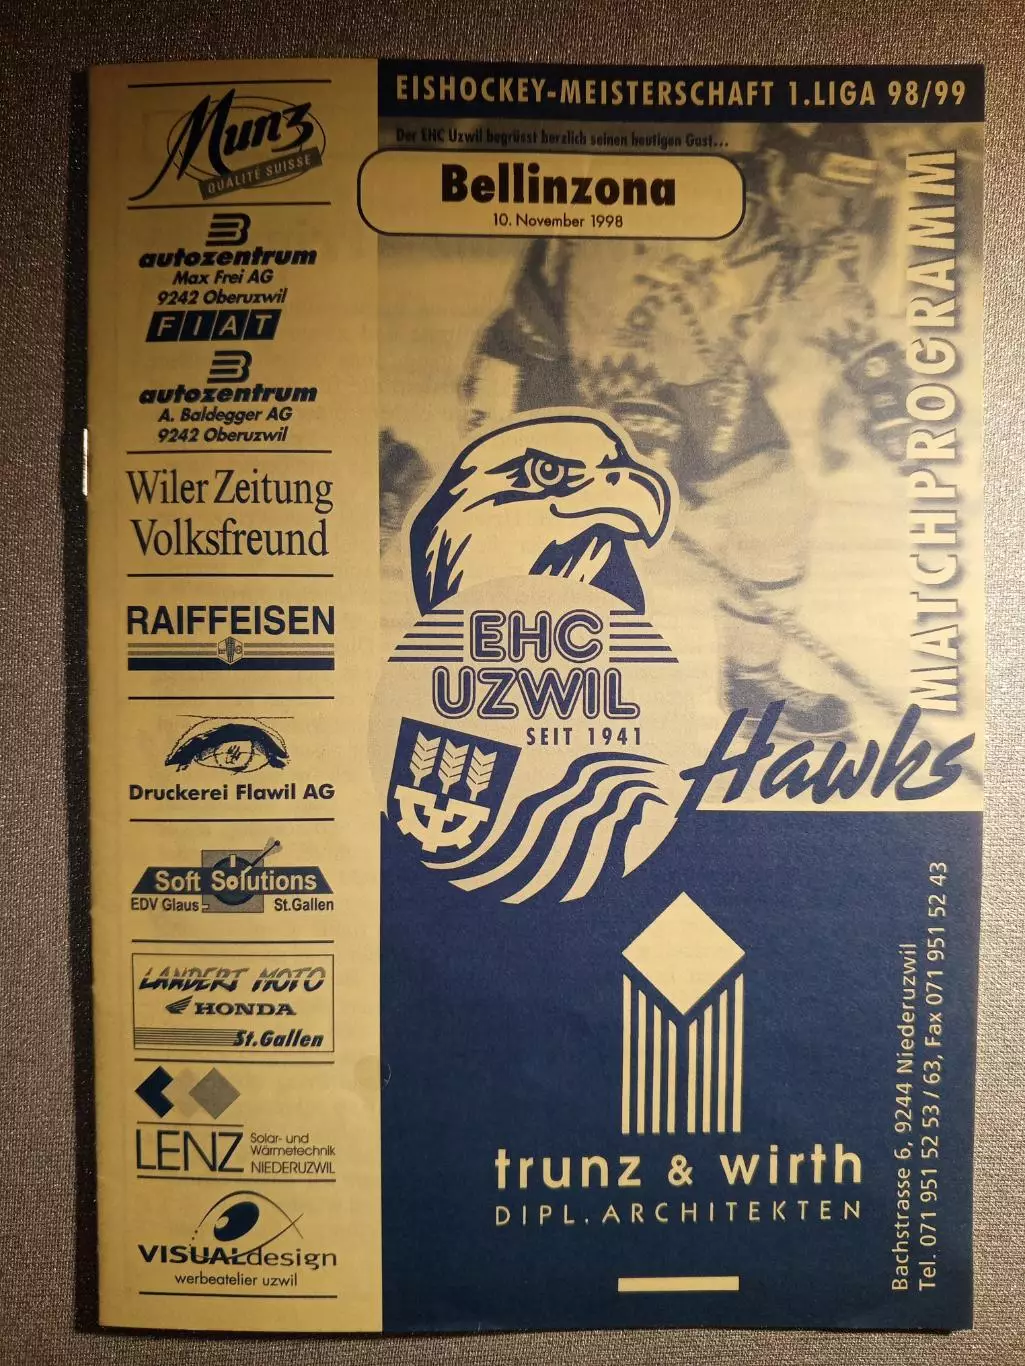 EISHOCKEY-MEISTERSCHAFT 1.LIGA 98/99
Der EHC Uzwil begrüsst herzlich seinen heutigen Gast...
Bellinzona
10. November 1998
MATCHPROGRAMM
Munz
QUALITÉ SUISSE
autozentrum
Max Frei AG
9242 Oberuzwil
FIAT
autozentrum
A. Baldegger AG
9242 Oberuzwil
Wiler Zeitung
Volksfreund
RAIFFEISEN
Druckerei Flawil AG
Soft Solutions
EDV Glaus St.Gallen
LANDERT MOTO
HONDA
St.Gallen
LENZ
Solar- und
Wärmetechnik
NIEDERUZWIL
VISUALdesign
werbeatelier uzwil
EHC
UZWIL
SEIT 1941
Hawks
trunz & wirth
DIPL. ARCHITEKTEN
Bachstrasse 6, 9244 Niederuzwil
Tel. 071 951 52 53 / 63, Fax 071 951 52 43